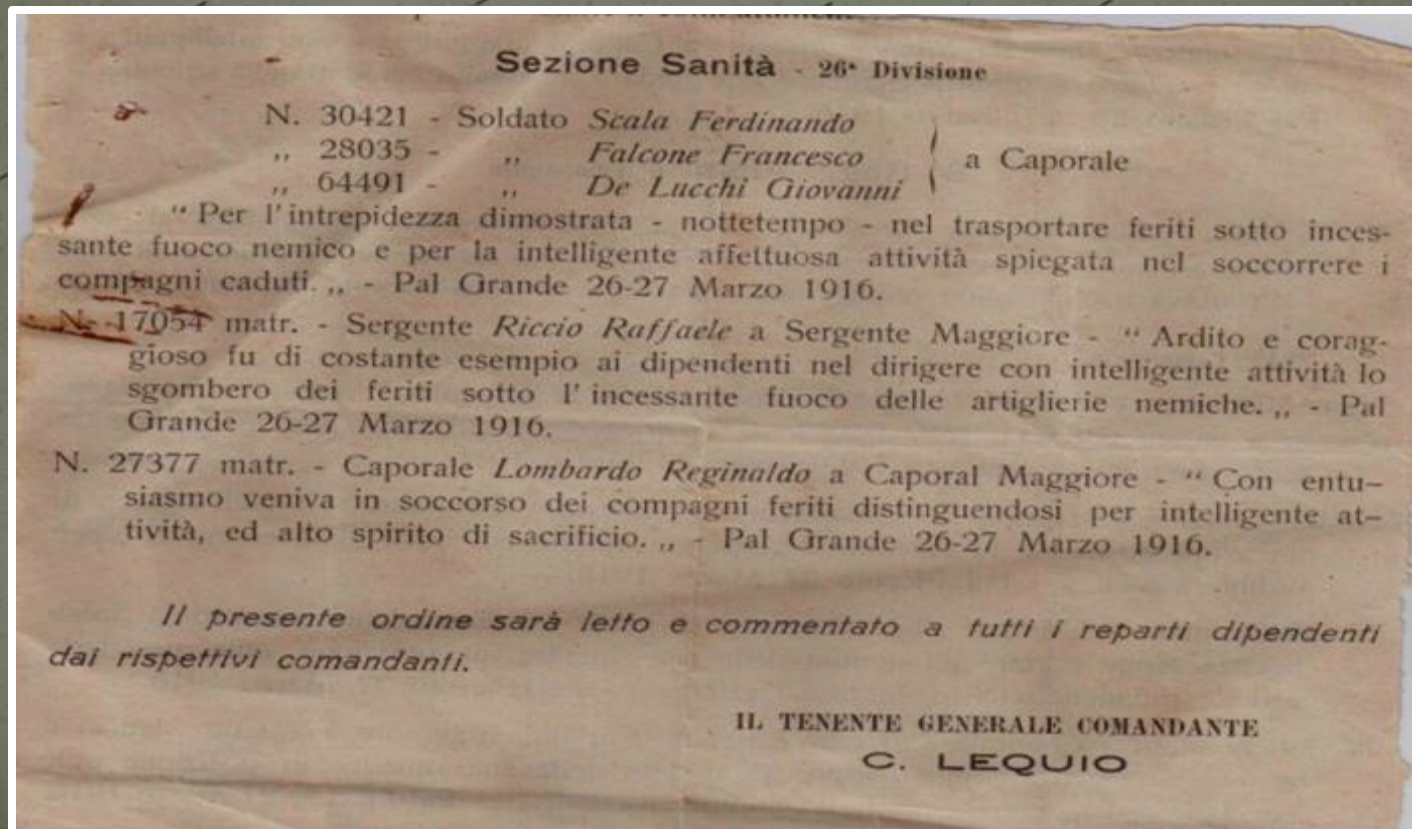 Sezione Sanità - 26ª Divisione
N. 30421 - Soldato Scala Ferdinando
„ 28035 - „ Falcone Francesco
„ 64491 - „ De Lucchi Giovanni
a Caporale
“ Per l'intrepidezza dimostrata - nottetempo - nel trasportare feriti sotto inces-
sante fuoco nemico e per la intelligente affettuosa attività spiegata nel soccorrere i
compagni caduti. „ - Pal Grande 26-27 Marzo 1916.
N. 17054 matr. - Sergente Riccio Raffaele a Sergente Maggiore - “ Ardito e corag-
gioso fu di costante esempio ai dipendenti nel dirigere con intelligente attività lo
sgombero dei feriti sotto l'incessante fuoco delle artiglierie nemiche. „ - Pal
Grande 26-27 Marzo 1916.
N. 27377 matr. - Caporale Lombardo Reginaldo a Caporal Maggiore - “ Con entu-
siasmo veniva in soccorso dei compagni feriti distinguendosi per intelligente at-
tività, ed alto spirito di sacrificio. „ - Pal Grande 26-27 Marzo 1916.
Il presente ordine sarà letto e commentato a tutti i reparti dipendenti
dai rispettivi comandanti.
IL TENENTE GENERALE COMANDANTE
C. LEQUIO